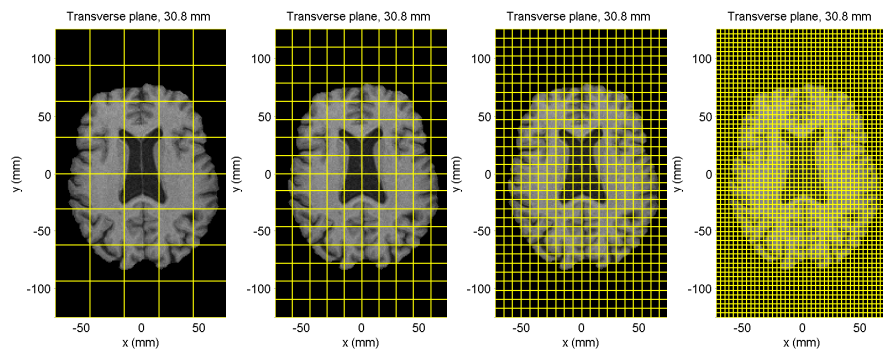 Transverse plane, 30.8 mm Transverse plane, 30.8 mm Transverse plane, 30.8 mm Transverse plane, 30.8 mm
100 100 100 100
50 50 50 50
y (mm) y (mm) y (mm) y (mm)
0 0 0 0
-50 -50 -50 -50
-100 -100 -100 -100
-50 0 50 -50 0 50 -50 0 50 -50 0 50
x (mm) x (mm) x (mm) x (mm)